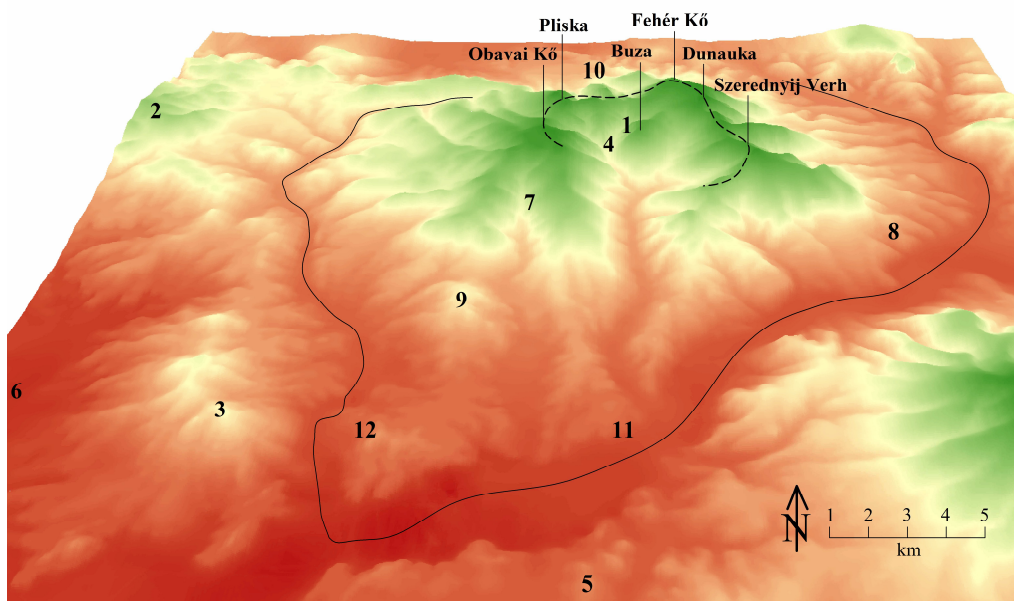 Fehér Kő
Pliska
Obavai Kő
Buza
Dunauka
10
Szerednyij Verh
2
1
4
7
8
9
6
3
12
11
N
1 2 3 4 5
km
5